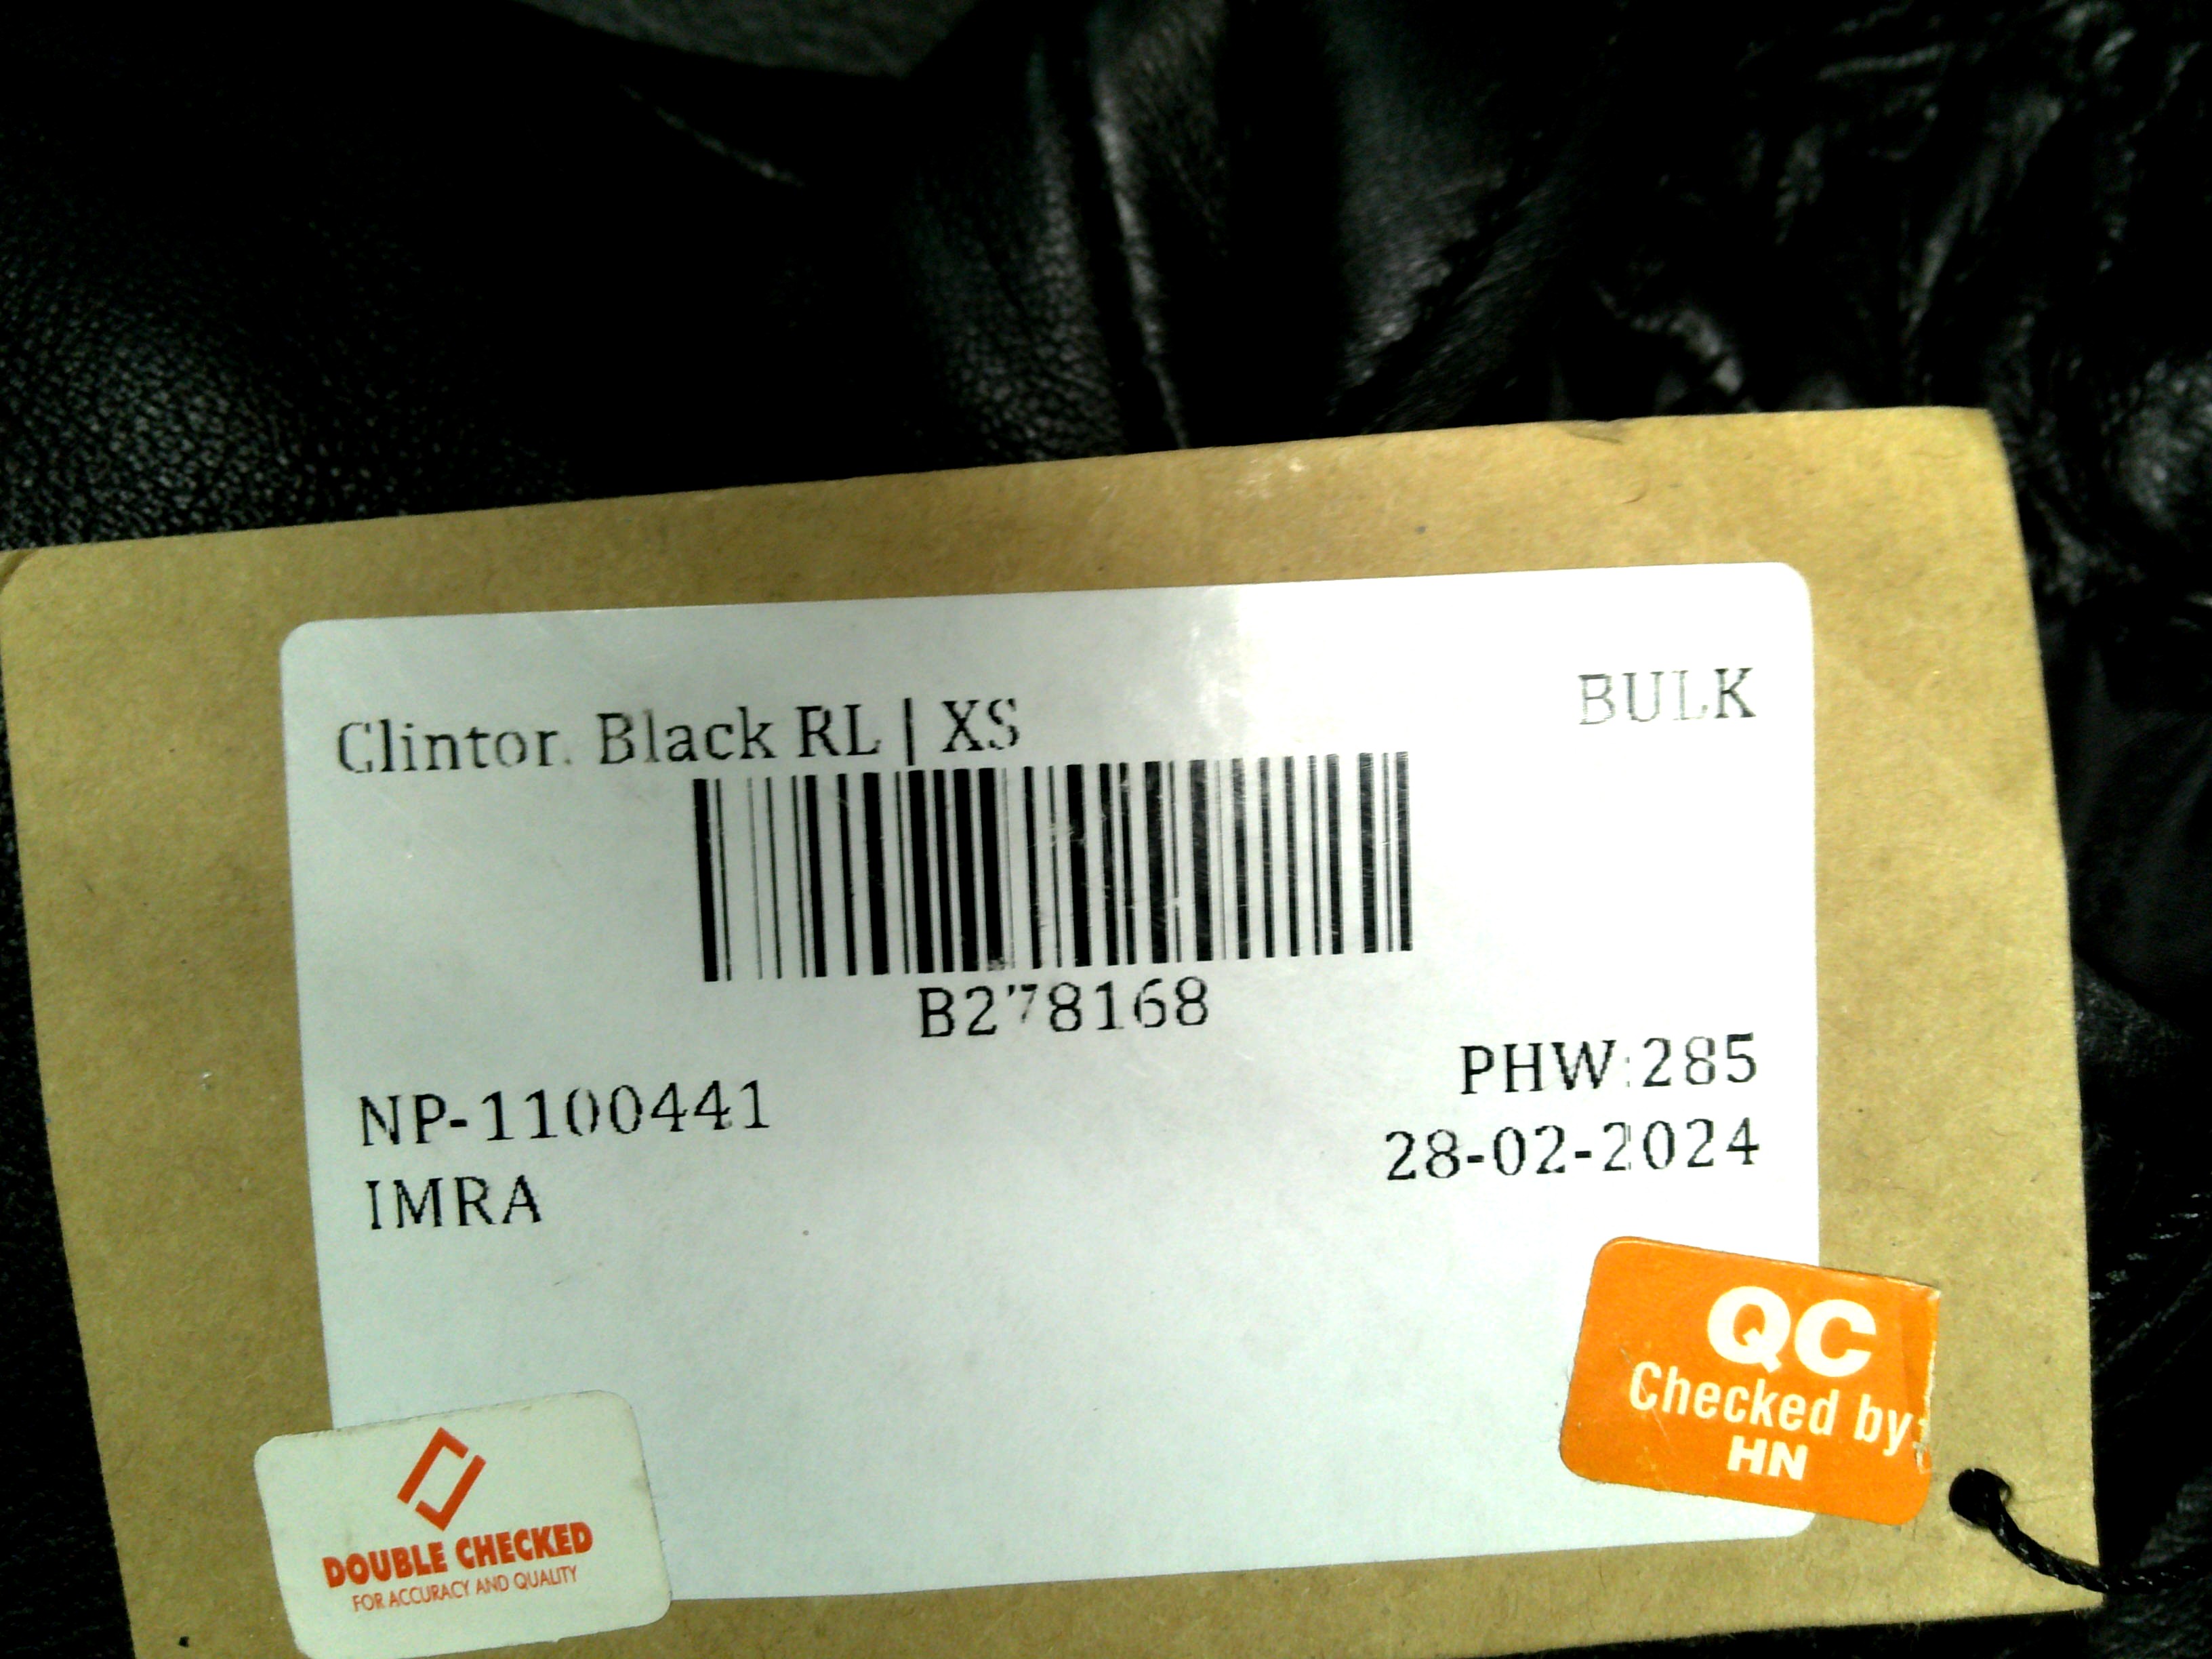 Clinton Black RL | XS
BULK
B278168
NP-1100441
PHW:285
IMRA
28-02-2024
QC
Checked by:
HN
DOUBLE CHECKED
FOR ACCURACY AND QUALITY